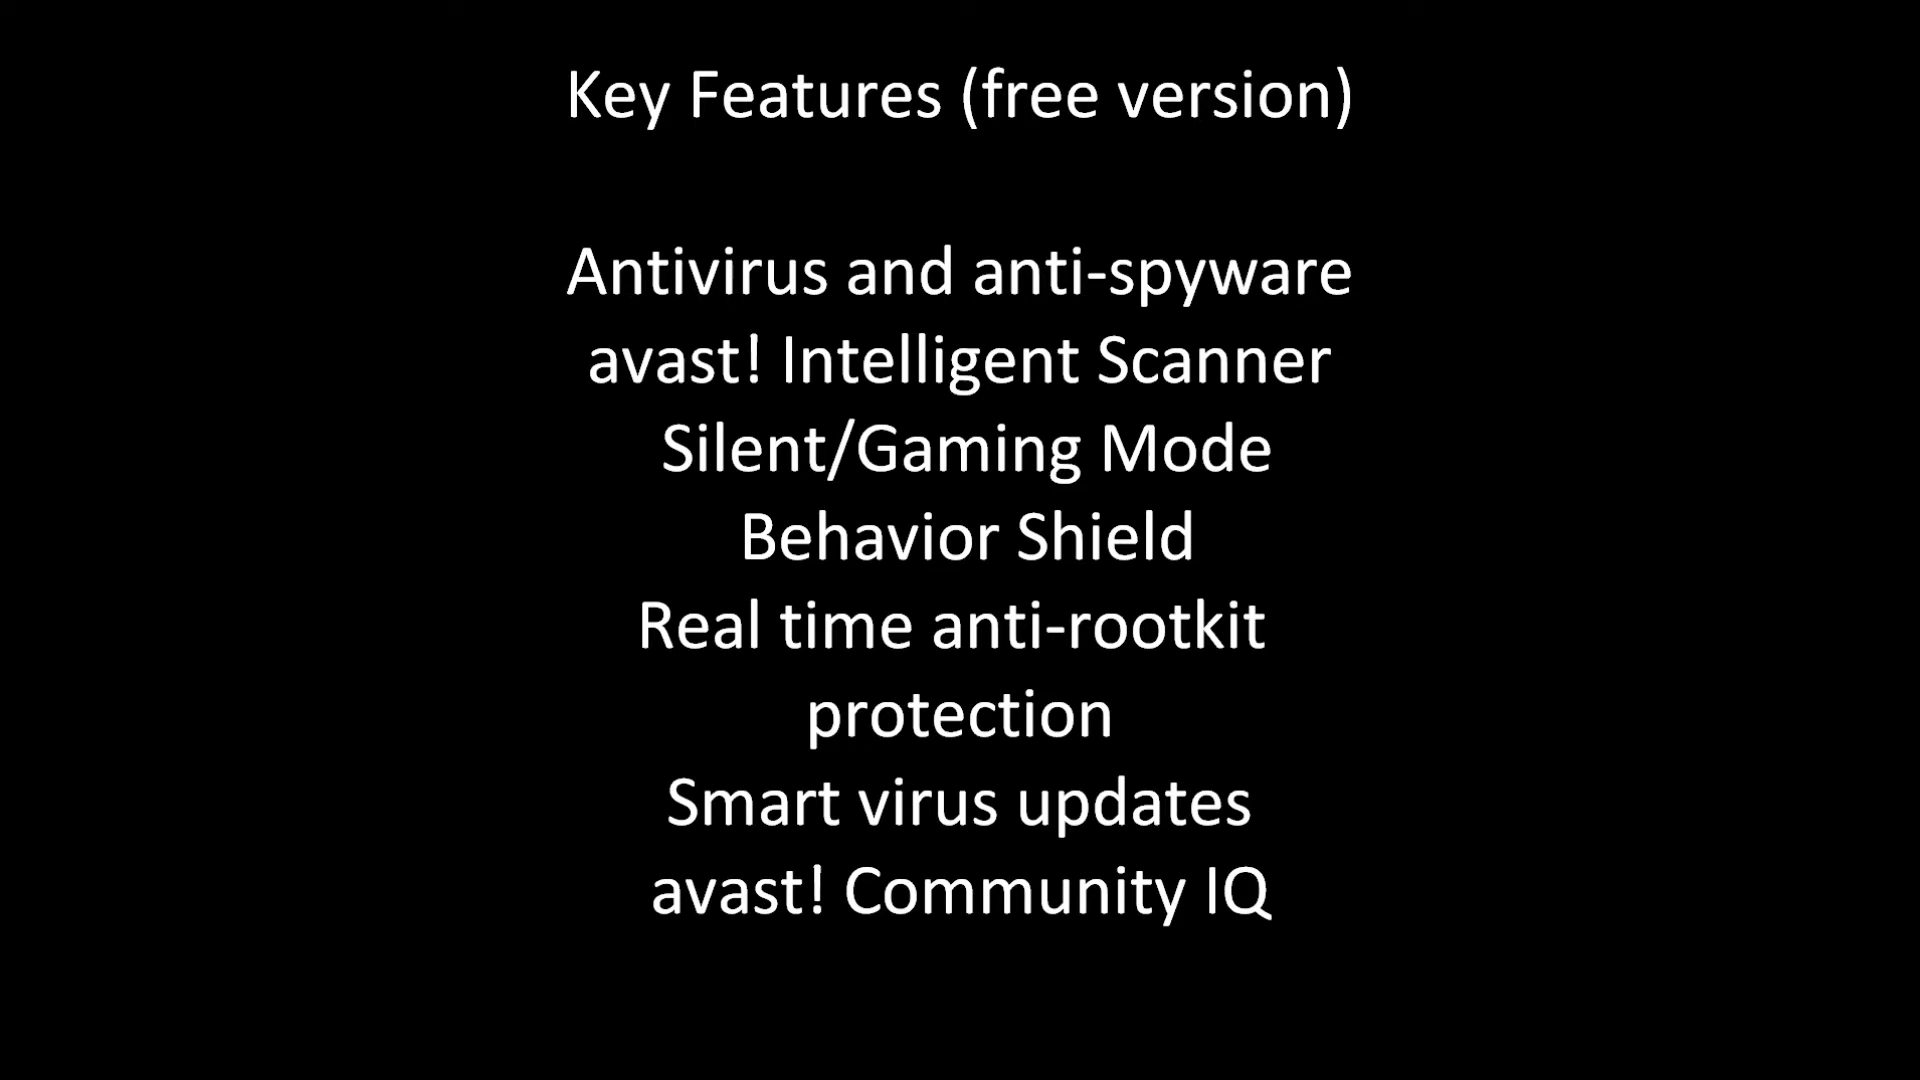 Key Features (free version)
Antivirus and anti-spyware
avast! Intelligent Scanner
Silent/Gaming Mode
Behavior Shield
Real time anti-rootkit
protection
Smart virus updates
avast! Community IQ